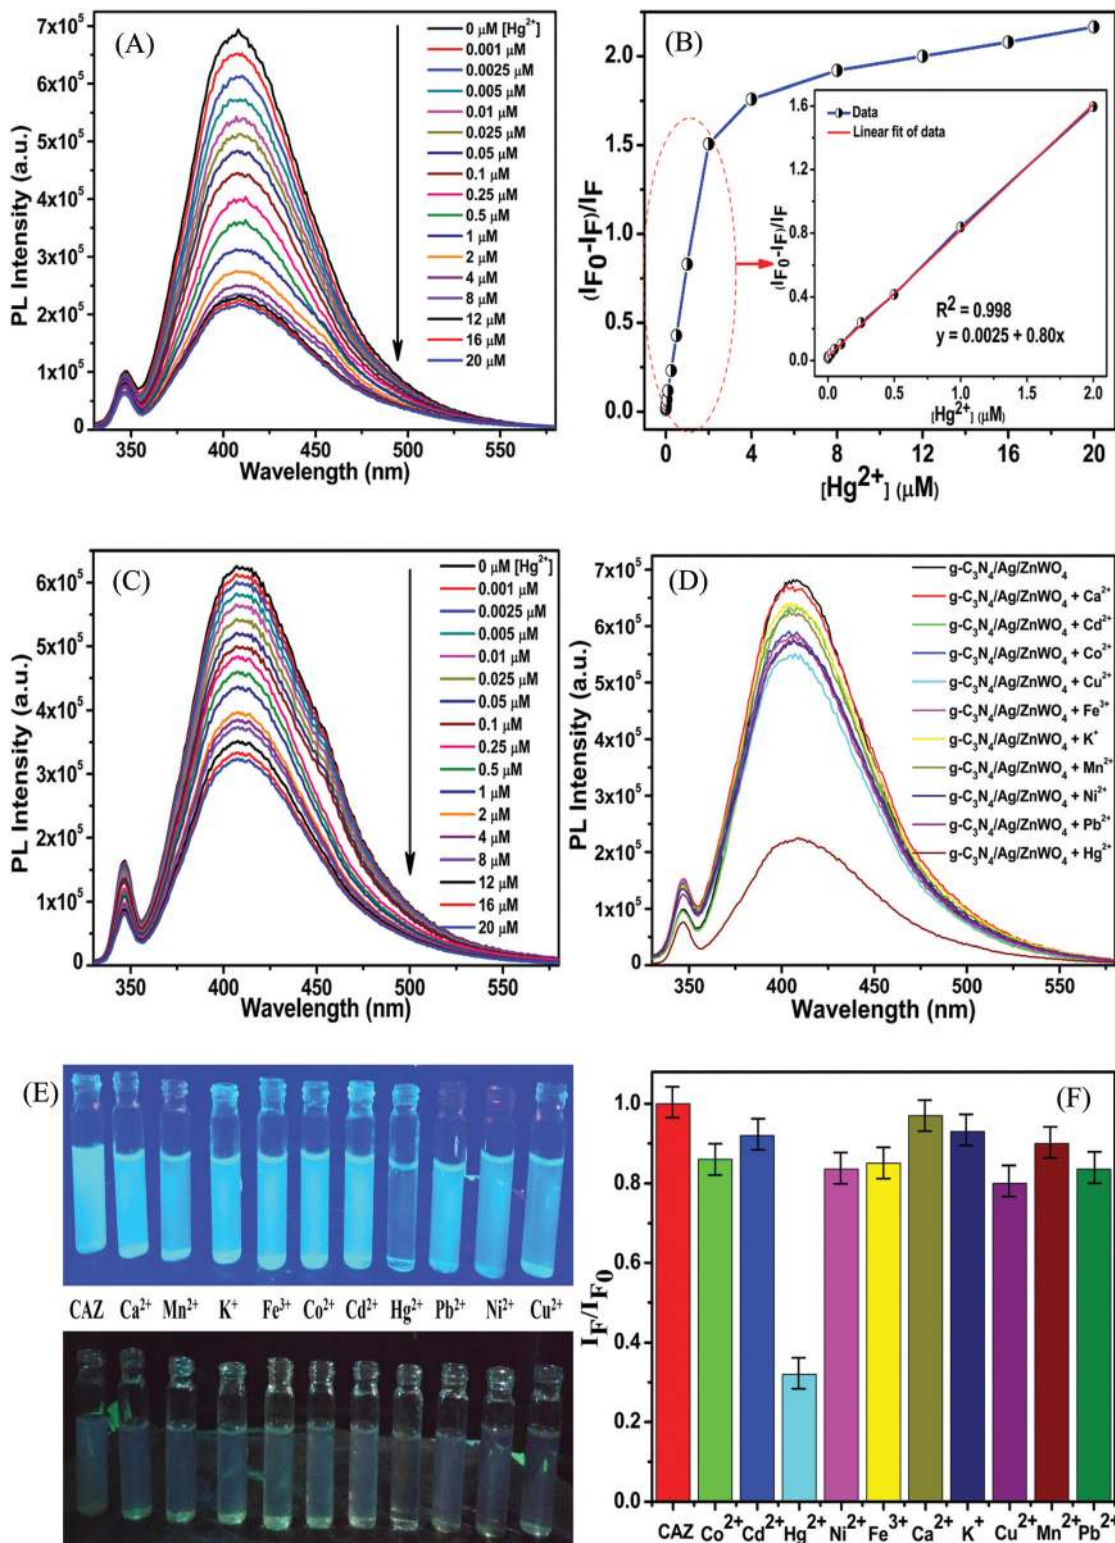 (A)
PL Intensity (a.u.)
7x10⁵
6x10⁵
5x10⁵
4x10⁵
3x10⁵
2x10⁵
1x10⁵
0
350 400 450 500 550
Wavelength (nm)
0 μM [Hg²⁺]
0.001 μM
0.0025 μM
0.005 μM
0.01 μM
0.025 μM
0.05 μM
0.1 μM
0.25 μM
0.5 μM
1 μM
2 μM
4 μM
8 μM
12 μM
16 μM
20 μM
(B)
(I_F0-I_F)/I_F
2.0
1.5
1.0
0.5
0.0
0 4 8 12 16 20
[Hg²⁺] (μM)
Data
Linear fit of data
(I_F0-I_F)/I_F
1.6
1.2
0.8
0.4
0.0
R² = 0.998
y = 0.0025 + 0.80x
0.0 0.5 1.0 1.5 2.0
[Hg²⁺] (μM)
(C)
PL Intensity (a.u.)
6x10⁵
5x10⁵
4x10⁵
3x10⁵
2x10⁵
1x10⁵
0
350 400 450 500 550
Wavelength (nm)
0 μM [Hg²⁺]
0.001 μM
0.0025 μM
0.005 μM
0.01 μM
0.025 μM
0.05 μM
0.1 μM
0.25 μM
0.5 μM
1 μM
2 μM
4 μM
8 μM
12 μM
16 μM
20 μM
(D)
PL Intensity (a.u.)
7x10⁵
6x10⁵
5x10⁵
4x10⁵
3x10⁵
2x10⁵
1x10⁵
0
350 400 450 500 550
Wavelength (nm)
g-C₃N₄/Ag/ZnWO₄
g-C₃N₄/Ag/ZnWO₄ + Ca²⁺
g-C₃N₄/Ag/ZnWO₄ + Cd²⁺
g-C₃N₄/Ag/ZnWO₄ + Co²⁺
g-C₃N₄/Ag/ZnWO₄ + Cu²⁺
g-C₃N₄/Ag/ZnWO₄ + Fe³⁺
g-C₃N₄/Ag/ZnWO₄ + K⁺
g-C₃N₄/Ag/ZnWO₄ + Mn²⁺
g-C₃N₄/Ag/ZnWO₄ + Ni²⁺
g-C₃N₄/Ag/ZnWO₄ + Pb²⁺
g-C₃N₄/Ag/ZnWO₄ + Hg²⁺
(E)
CAZ Ca²⁺ Mn²⁺ K⁺ Fe³⁺ Co²⁺ Cd²⁺ Hg²⁺ Pb²⁺ Ni²⁺ Cu²⁺
(F)
I_F/I_F0
1.0
0.8
0.6
0.4
0.2
0.0
CAZ Co²⁺ Cd²⁺ Hg²⁺ Ni²⁺ Fe³⁺ Ca²⁺ K⁺ Cu²⁺ Mn²⁺ Pb²⁺